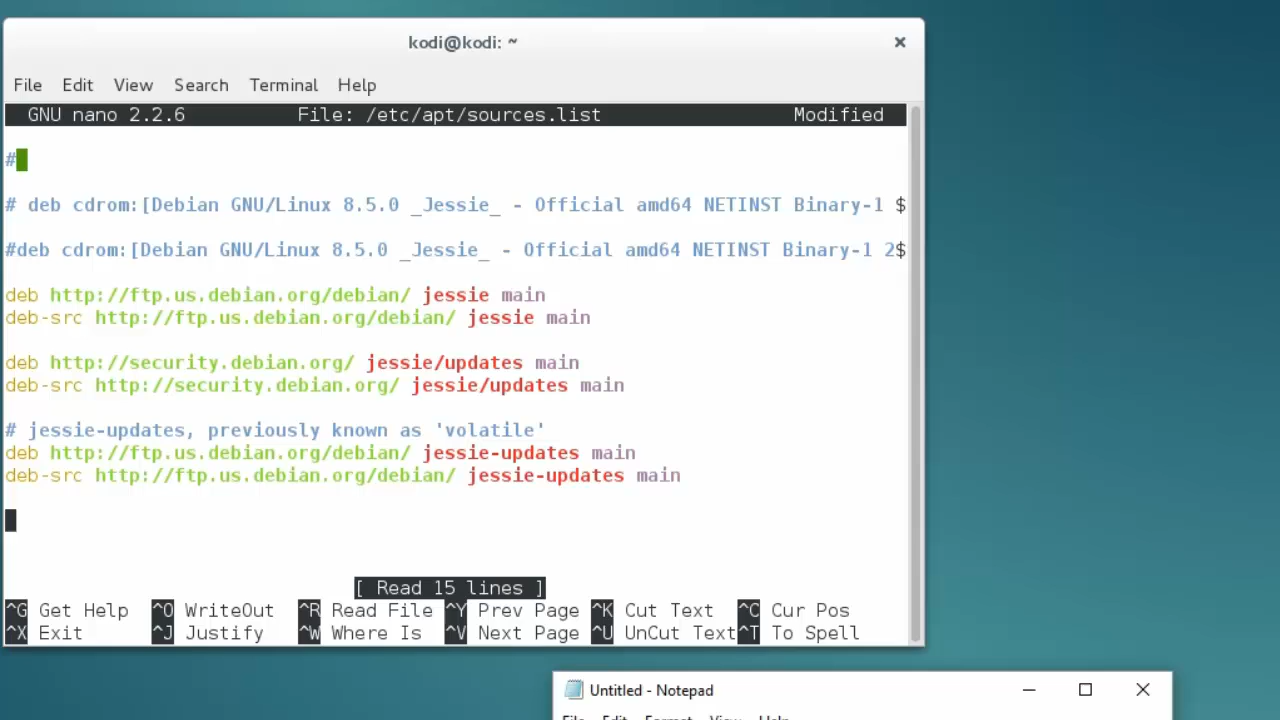 kodi@kodi: ~
File Edit View Search Terminal Help
GNU nano 2.2.6 File: /etc/apt/sources.list Modified
#
# deb cdrom:[Debian GNU/Linux 8.5.0 _Jessie_ - Official amd64 NETINST Binary-1 $
#deb cdrom:[Debian GNU/Linux 8.5.0 _Jessie_ - Official amd64 NETINST Binary-1 2$
deb http://ftp.us.debian.org/debian/ jessie main
deb-src http://ftp.us.debian.org/debian/ jessie main
deb http://security.debian.org/ jessie/updates main
deb-src http://security.debian.org/ jessie/updates main
# jessie-updates, previously known as 'volatile'
deb http://ftp.us.debian.org/debian/ jessie-updates main
deb-src http://ftp.us.debian.org/debian/ jessie-updates main
[ Read 15 lines ]
^G Get Help ^O WriteOut ^R Read File ^Y Prev Page ^K Cut Text ^C Cur Pos
^X Exit ^J Justify ^W Where Is ^V Next Page ^U UnCut Text ^T To Spell
Untitled - Notepad
File Edit Format View Help